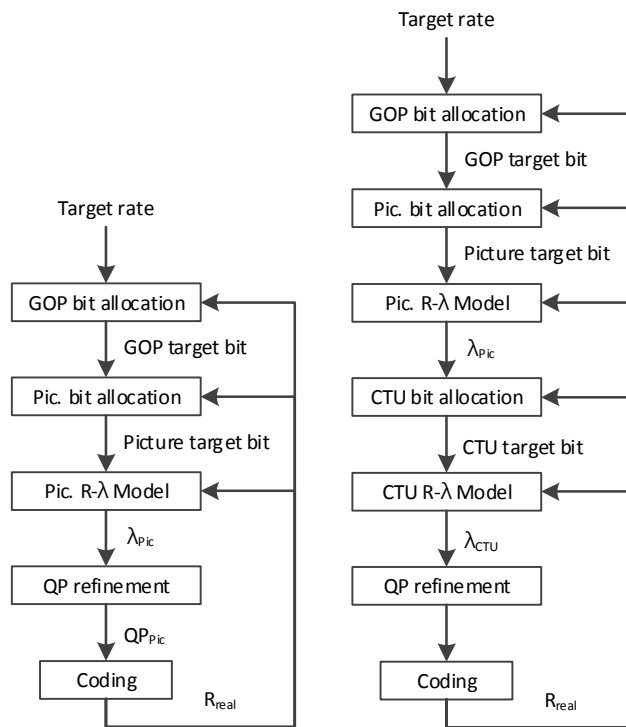 Target rate
GOP bit allocation
GOP target bit
Pic. bit allocation
Picture target bit
Pic. R-λ Model
λPic
QP refinement
QPPic
Coding
Rreal
Target rate
GOP bit allocation
GOP target bit
Pic. bit allocation
Picture target bit
Pic. R-λ Model
λPic
CTU bit allocation
CTU target bit
CTU R-λ Model
λCTU
QP refinement
Coding
Rreal